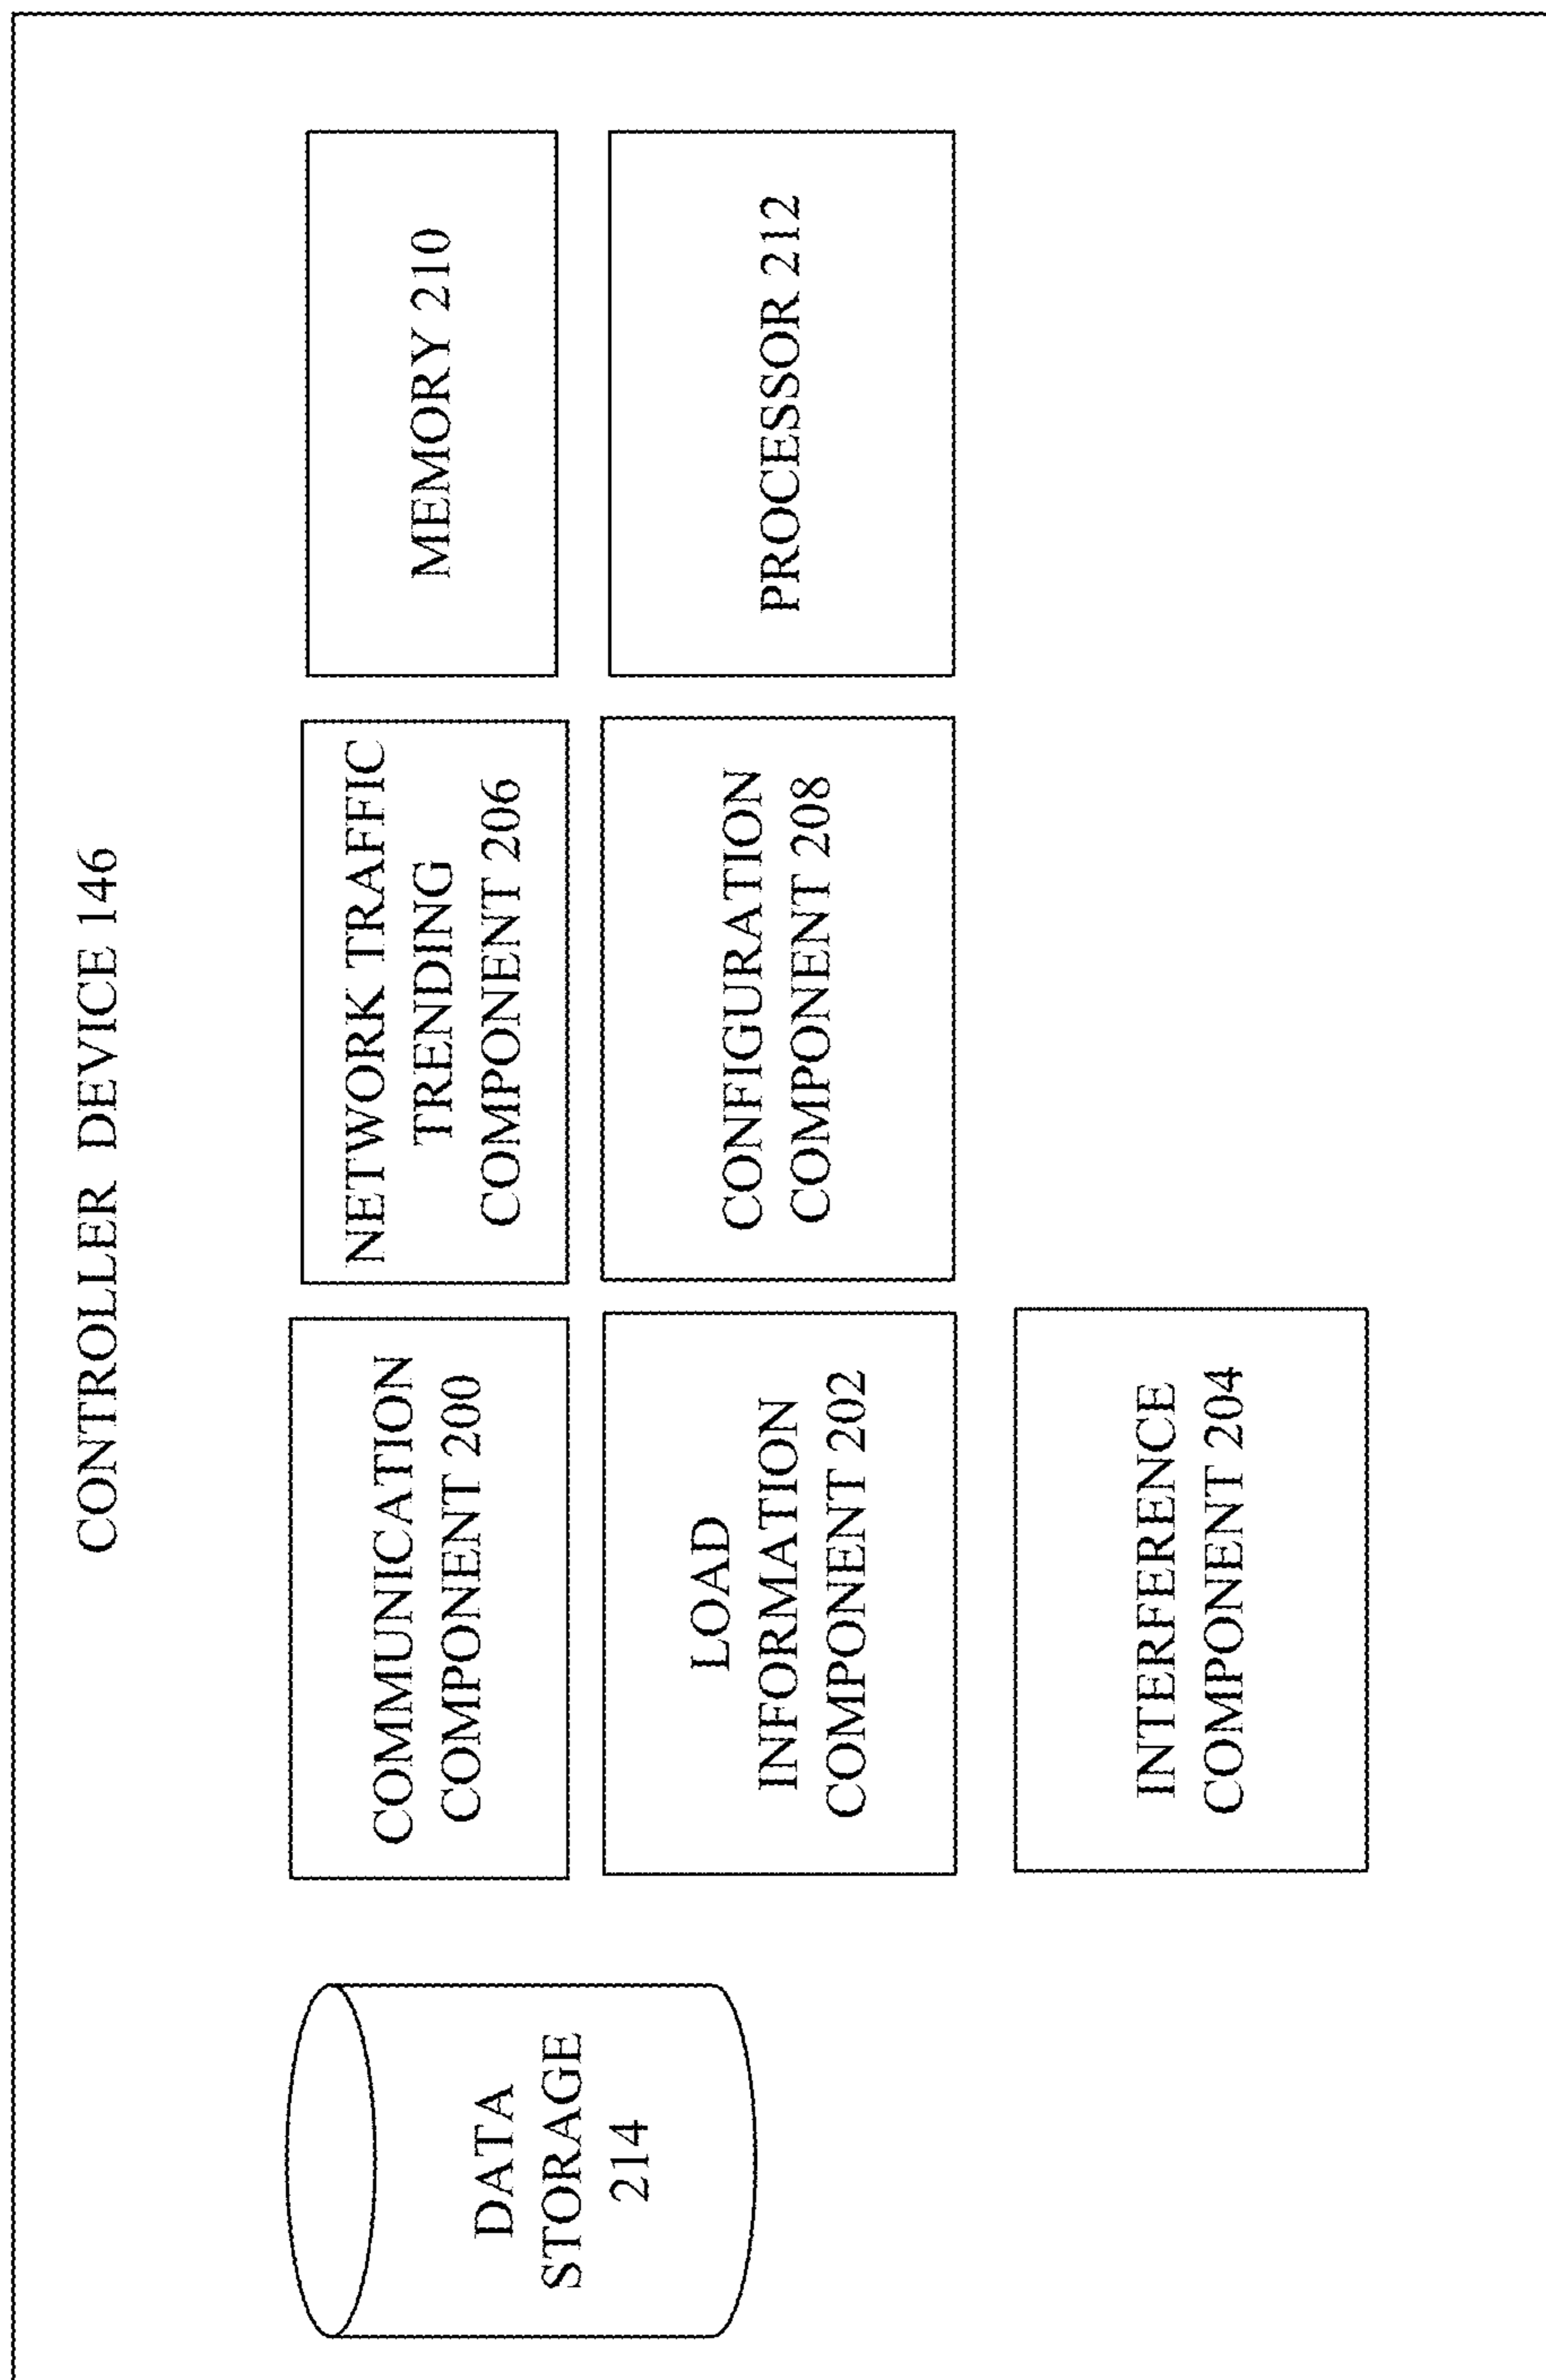 CONTROLLER DEVICE 146
DATA
STORAGE
214
COMMUNICATION
COMPONENT 200
LOAD
INFORMATION
COMPONENT 202
INTERFERENCE
COMPONENT 204
NETWORK TRAFFIC
TRENDING
COMPONENT 206
CONFIGURATION
COMPONENT 208
MEMORY 210
PROCESSOR 212